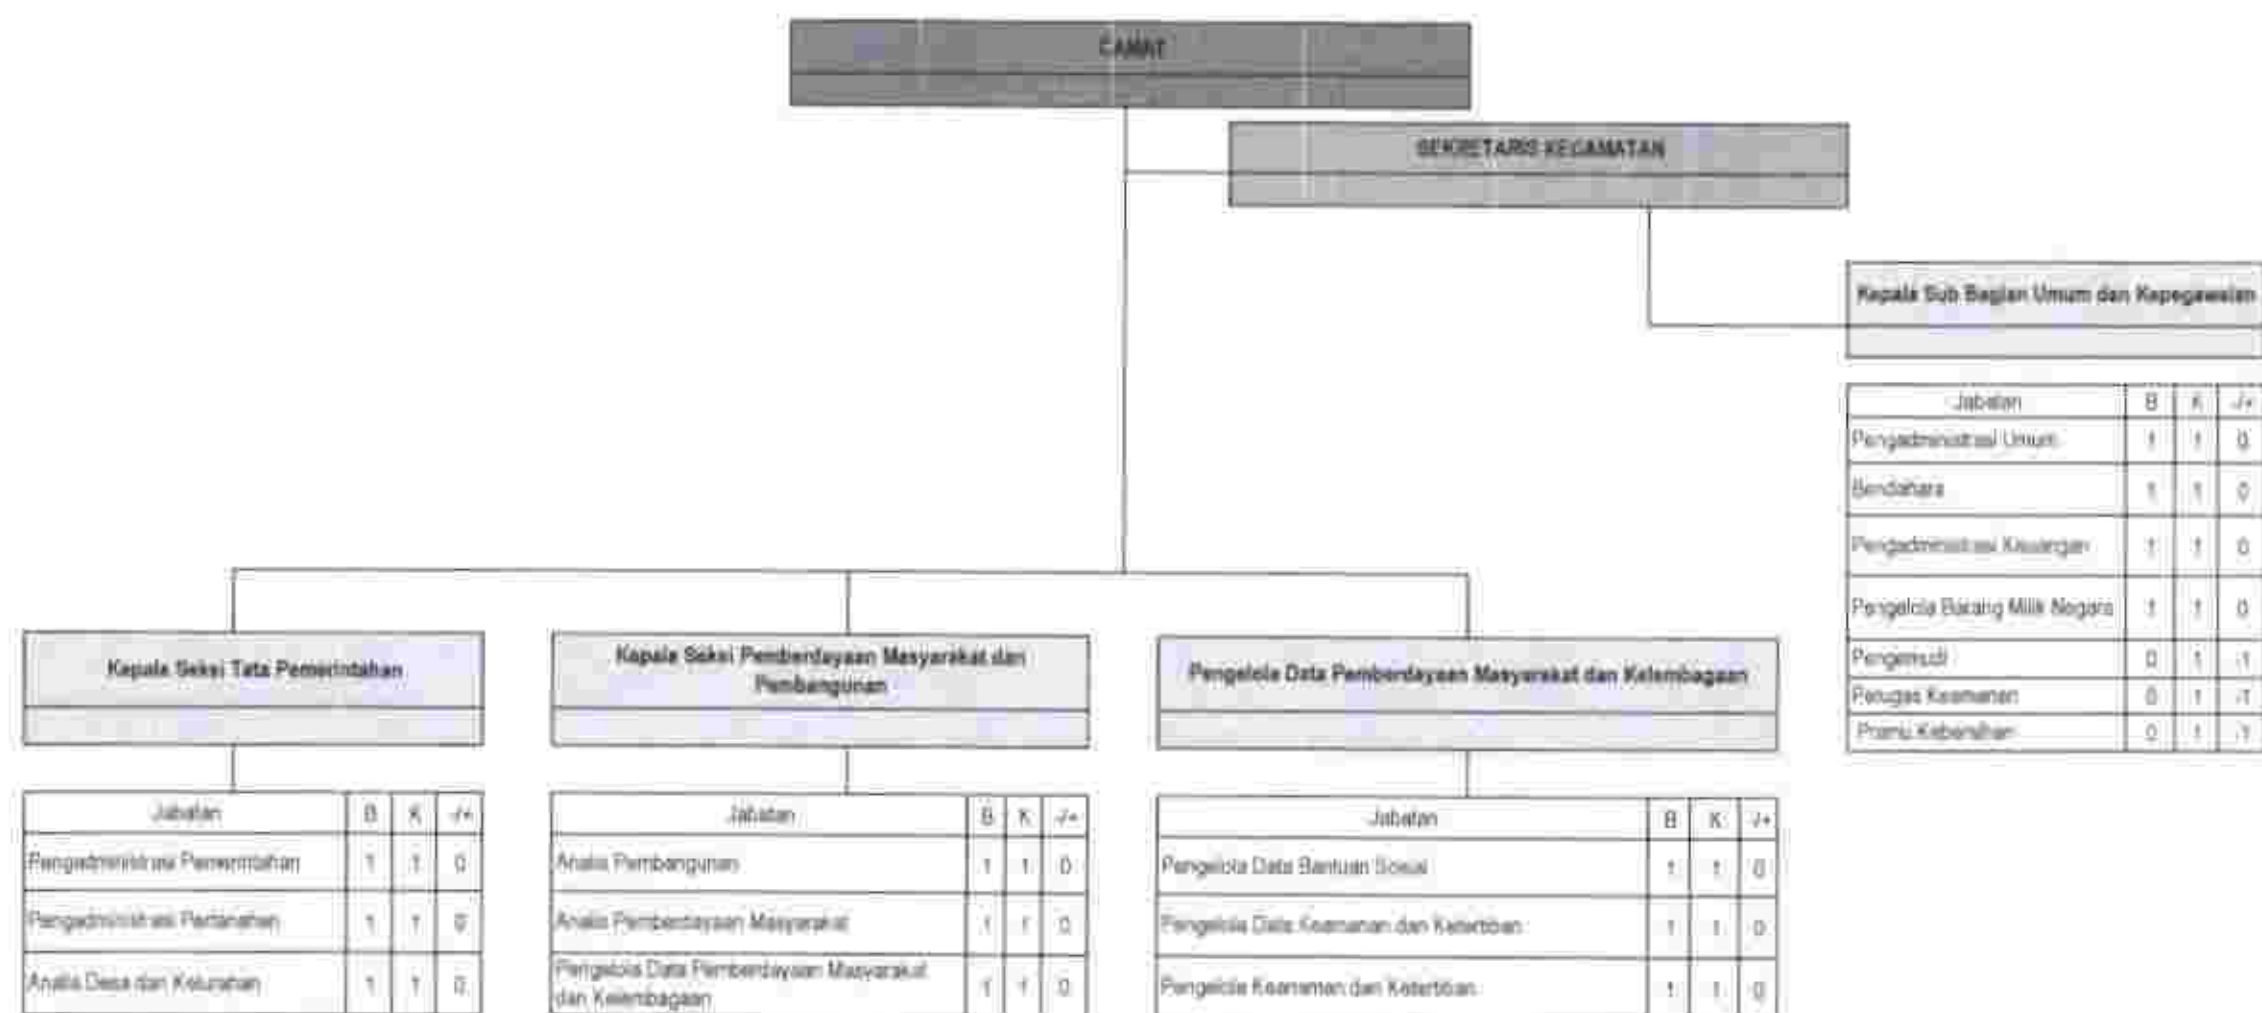 CAMAT
SEKRETARIS KECAMATAN
Kepala Sub Bagian Umum dan Kepegawaian
Jabatan B K -/+
Pengadministrasi Umum 1 1 0
Bendahara 1 1 0
Pengadministrasi Keuangan 1 1 0
Pengelola Barang Milik Negara 1 1 0
Pengemudi 0 1 -1
Petugas Keamanan 0 1 -1
Pramu Kebersihan 0 1 -1
Kepala Seksi Tata Pemerintahan
Jabatan B K -/+
Pengadministrasi Pemerintahan 1 1 0
Pengadministrasi Pertanahan 1 1 0
Analis Desa dan Kelurahan 1 1 0
Kepala Seksi Pemberdayaan Masyarakat dan
Pembangunan
Jabatan B K -/+
Analis Pembangunan 1 1 0
Analis Pemberdayaan Masyarakat 1 1 0
Pengelola Data Pemberdayaan Masyarakat
dan Kelembagaan 1 1 0
Pengelola Data Pemberdayaan Masyarakat dan Kelembagaan
Jabatan B K -/+
Pengelola Data Bantuan Sosial 1 1 0
Pengelola Data Keamanan dan Ketertiban 1 1 0
Pengelola Keamanan dan Ketertiban 1 1 0